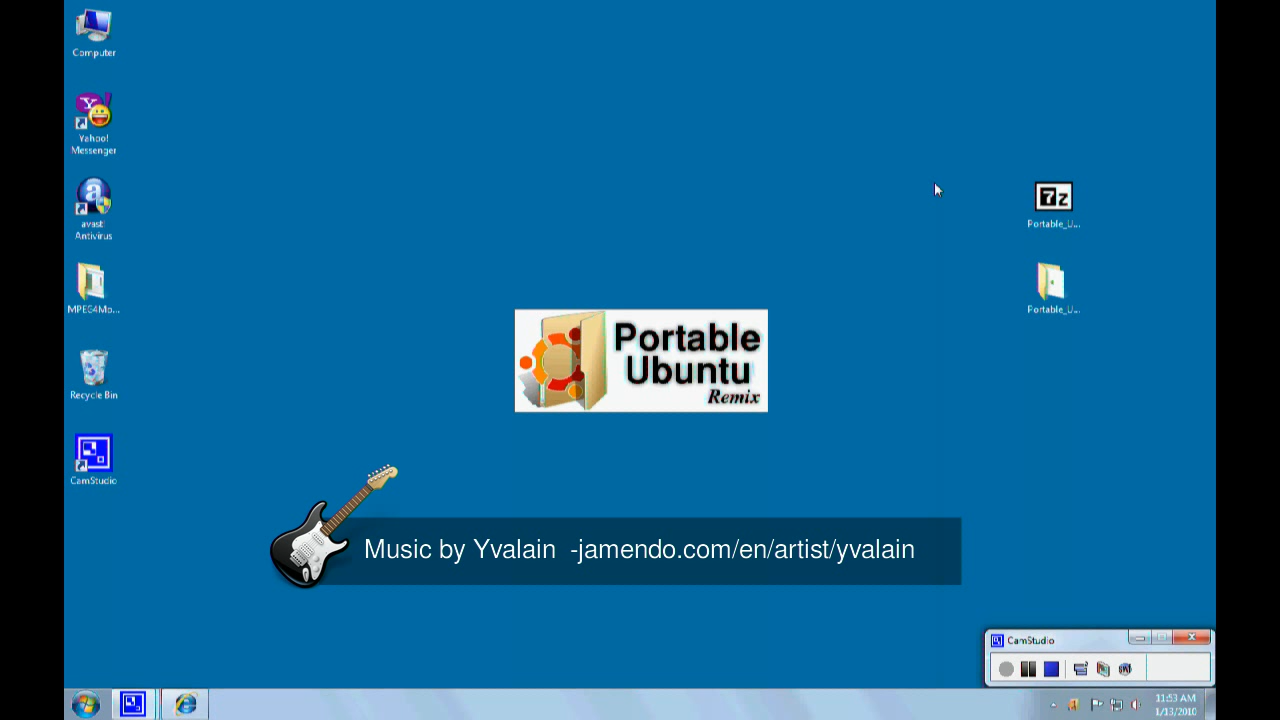 Computer
Yahoo!
Messenger
avast!
Antivirus
MPEG4Mo...
Recycle Bin
CamStudio
7z
Portable_U...
Portable_U...
Portable
Ubuntu
Remix
Music by Yvalain -jamendo.com/en/artist/yvalain
CamStudio
11:53 AM
1/13/2010